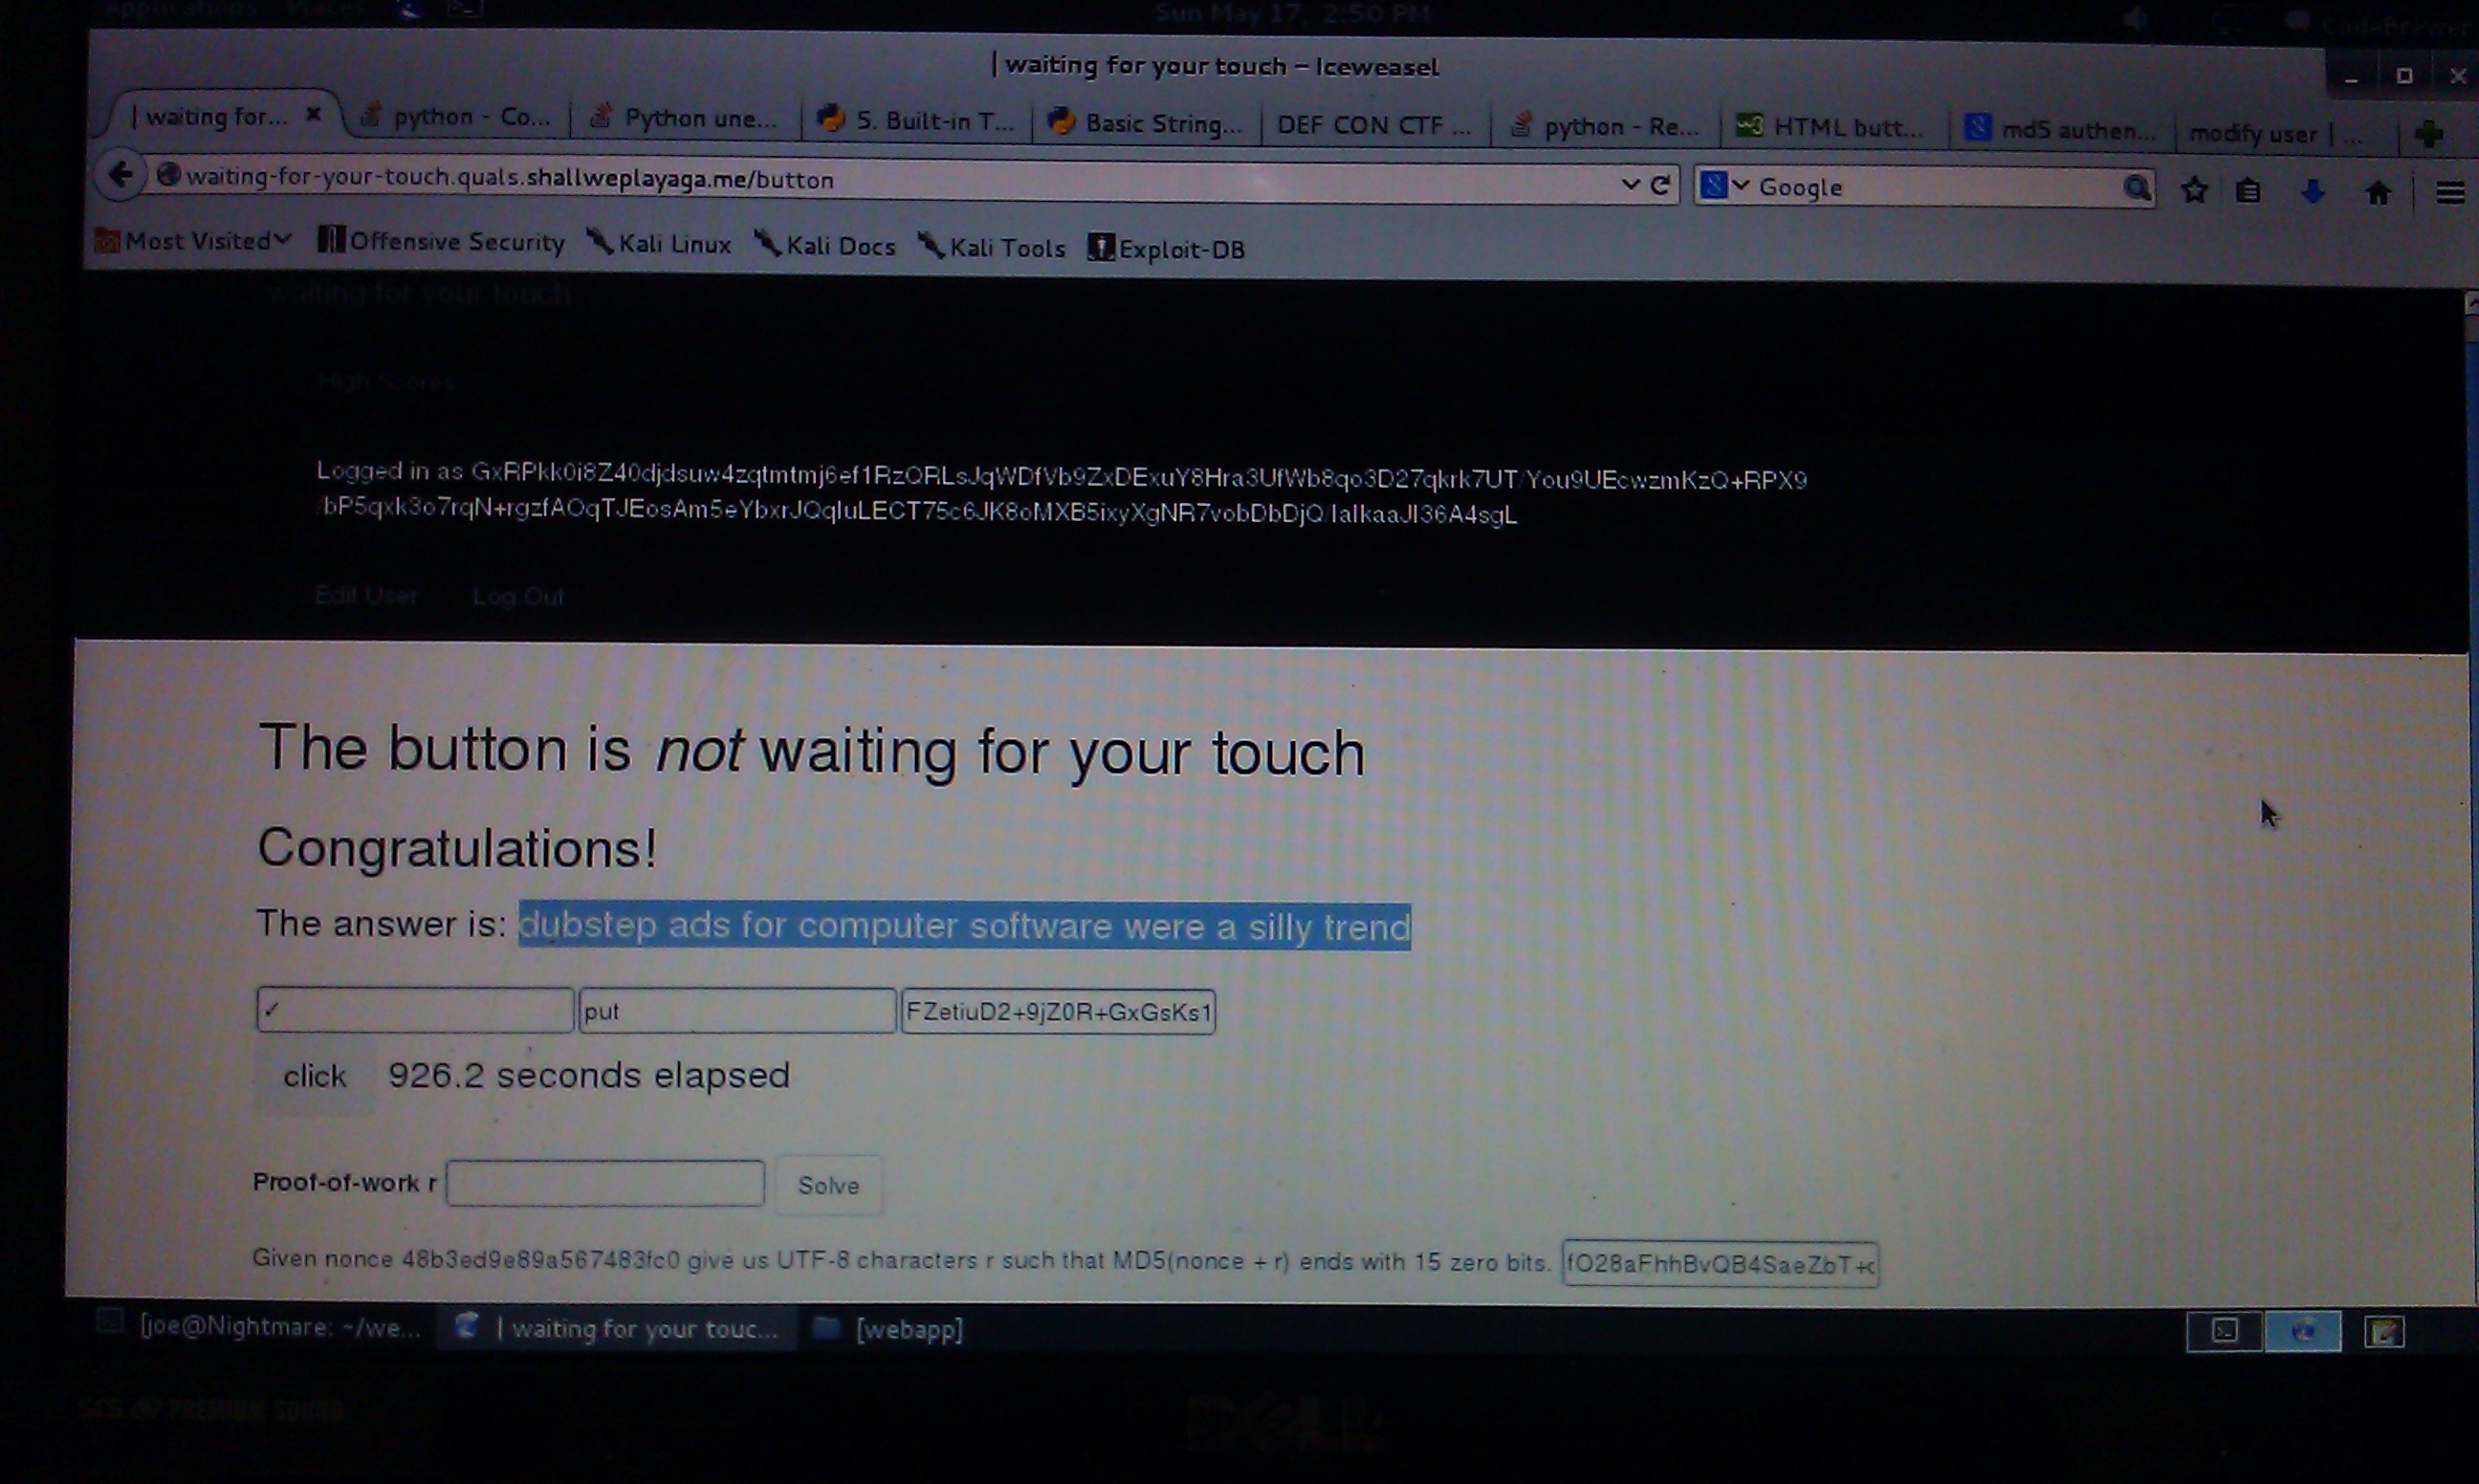 Applications Places
Sun May 17, 2:50 PM
| waiting for your touch – Iceweasel
| waiting for...
python - Co...
Python une...
5. Built-in T...
Basic String...
DEF CON CTF ...
python - Re...
HTML butt...
md5 authen...
modify user | ...
waiting-for-your-touch.quals.shallweplayaga.me/button
Google
Most Visited
Offensive Security
Kali Linux
Kali Docs
Kali Tools
Exploit-DB
waiting for your touch
High Scores
Logged in as
Edit User
Log Out
The button is not waiting for your touch
Congratulations!
The answer is: dubstep ads for computer software were a silly trend
✓
put
FZetiuD2+9jZ0R+GxGsKs1
click
926.2 seconds elapsed
Proof-of-work r
Solve
Given nonce 48b3ed9e89a567483fc0 give us UTF-8 characters r such that MD5(nonce + r) ends with 15 zero bits.
fO28aFhhBvQB4SaeZbT+c
[joe@Nightmare: ~/we...
| waiting for your touc...
[webapp]
SRS PREMIUM SOUND
DELL